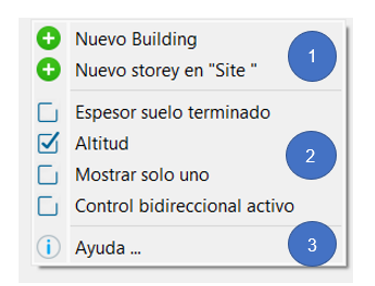 Nuevo Building
Nuevo storey en "Site "
1
Espesor suelo terminado
Altitud
Mostrar solo uno
2
Control bidireccional activo
Ayuda ...
3